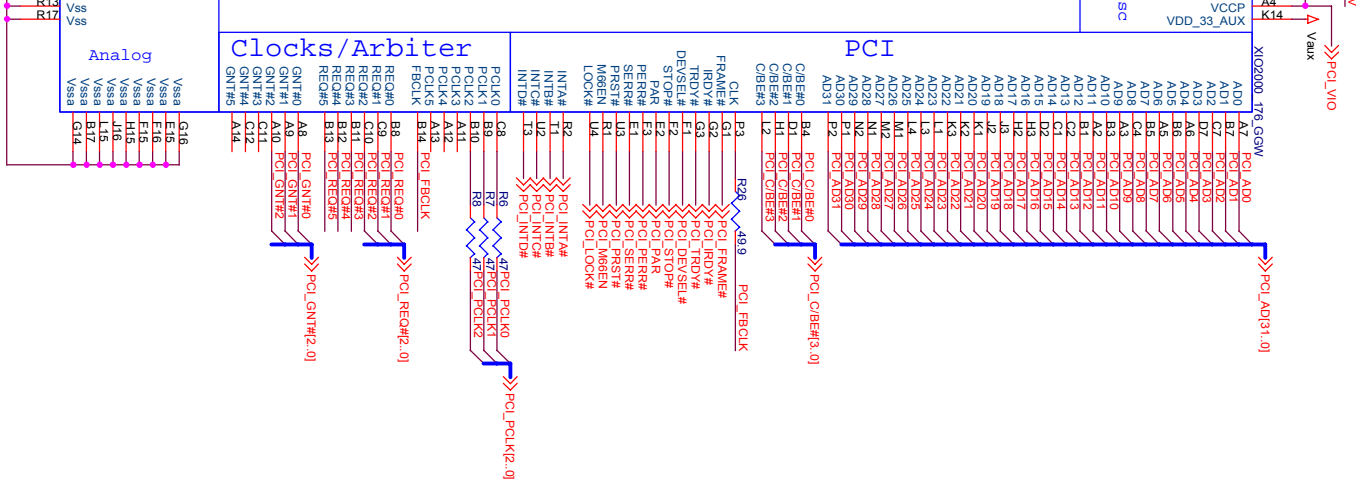 R13 Vss
R17 Vss
Analog
Clocks/Arbiter
PCI
SC
VCCP A4
VDD_33_AUX K14
Vaux
PCI_VIO
XIO2000_176_GGW
Vssa G14
Vssa B17
Vssa L15
Vssa J16
Vssa H15
Vssa F15
Vssa F16
Vssa E15
Vssa G16
GNT#5 A14
GNT#4 C12
GNT#3 C11
GNT#2 A10 PCI_GNT#2
GNT#1 A9 PCI_GNT#1
GNT#0 A8 PCI_GNT#0
PCI_GNT#[2..0]
REQ#5 B13 PCI_REQ#5
REQ#4 B12 PCI_REQ#4
REQ#3 B11 PCI_REQ#3
REQ#2 C10 PCI_REQ#2
REQ#1 C9 PCI_REQ#1
REQ#0 B8 PCI_REQ#0
PCI_REQ#[2..0]
FBCLK B14 PCI_FBCLK
PCLK5 A13
PCLK4 A12
PCLK3 A11
PCLK2 B10 R8 47 PCI_PCLK2
PCLK1 B9 R7 47 PCI_PCLK1
PCLK0 C8 R6 47 PCI_PCLK0
PCI_PCLK[2..0]
INTD# T3 PCI_INTD#
INTC# U2 PCI_INTC#
INTB# T1 PCI_INTB#
INTA# R2 PCI_INTA#
LOCK# U4 PCI_LOCK#
M66EN R1 PCI_M66EN
PRST# U3 PCI_PRST#
SERR# E1 PCI_SERR#
PERR# F3 PCI_PERR#
PAR E2 PCI_PAR
STOP# F2 PCI_STOP#
DEVSEL# F1 PCI_DEVSEL#
TRDY# G3 PCI_TRDY#
IRDY# G2 PCI_IRDY#
FRAME# G1 PCI_FRAME#
CLK P3 R26 49.9 PCI_FBCLK
C/BE#3 L2 PCI_C/BE#3
C/BE#2 H1 PCI_C/BE#2
C/BE#1 D1 PCI_C/BE#1
C/BE#0 B4 PCI_C/BE#0
PCI_C/BE#[3..0]
AD31 P2 PCI_AD31
AD30 P1 PCI_AD30
AD29 N2 PCI_AD29
AD28 N1 PCI_AD28
AD27 M2 PCI_AD27
AD26 M1 PCI_AD26
AD25 L4 PCI_AD25
AD24 L3 PCI_AD24
AD23 L1 PCI_AD23
AD22 K3 PCI_AD22
AD21 K2 PCI_AD21
AD20 K1 PCI_AD20
AD19 J3 PCI_AD19
AD18 J2 PCI_AD18
AD17 H2 PCI_AD17
AD16 H3 PCI_AD16
AD15 D2 PCI_AD15
AD14 C1 PCI_AD14
AD13 C2 PCI_AD13
AD12 B1 PCI_AD12
AD11 A2 PCI_AD11
AD10 B3 PCI_AD10
AD9 A3 PCI_AD9
AD8 C4 PCI_AD8
AD7 B5 PCI_AD7
AD6 A5 PCI_AD6
AD5 B6 PCI_AD5
AD4 A6 PCI_AD4
AD3 D7 PCI_AD3
AD2 C7 PCI_AD2
AD1 B7 PCI_AD1
AD0 A7 PCI_AD0
PCI_AD[31..0]